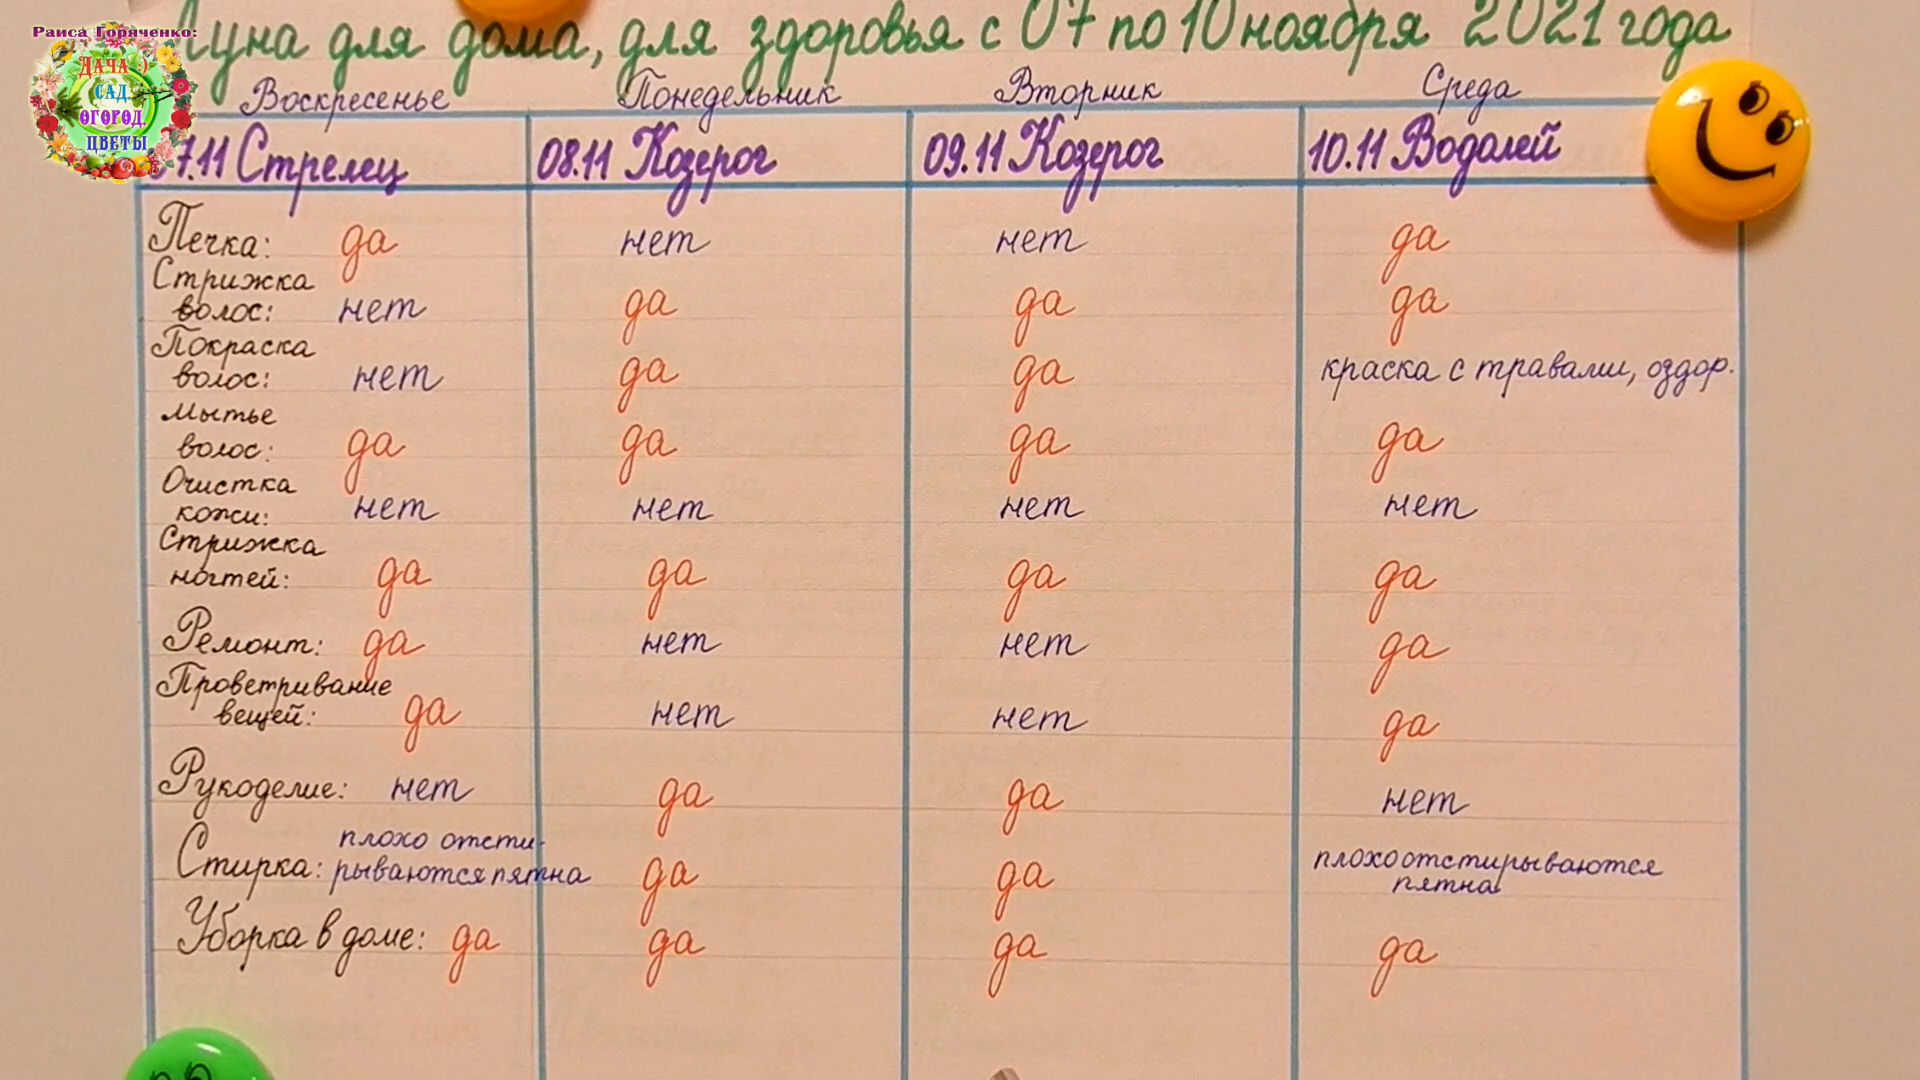 Раиса Горяченко:
Дача :)
САД
ОГОРОД,
ЦВЕТЫ
Луна для дома, для здоровья с 07 по 10 ноября 2021 года
Воскресенье Понедельник Вторник Среда
7.11 Стрелец 08.11 Козерог 09.11 Козерог 10.11 Водолей
Печка: да нет нет да
Стрижка
волос: нет да да да
Покраска
волос: нет да да краска с травами, оздор.
Мытье
волос: да да да да
Очистка
кожи: нет нет нет нет
Стрижка
ногтей: да да да да
Ремонт: да нет нет да
Проветривание
вещей: да нет нет да
Рукоделие: нет да да нет
плохо отсти-
Стирка: рываются пятна да да плохо отстирываются
пятна
Уборка в доме: да да да да